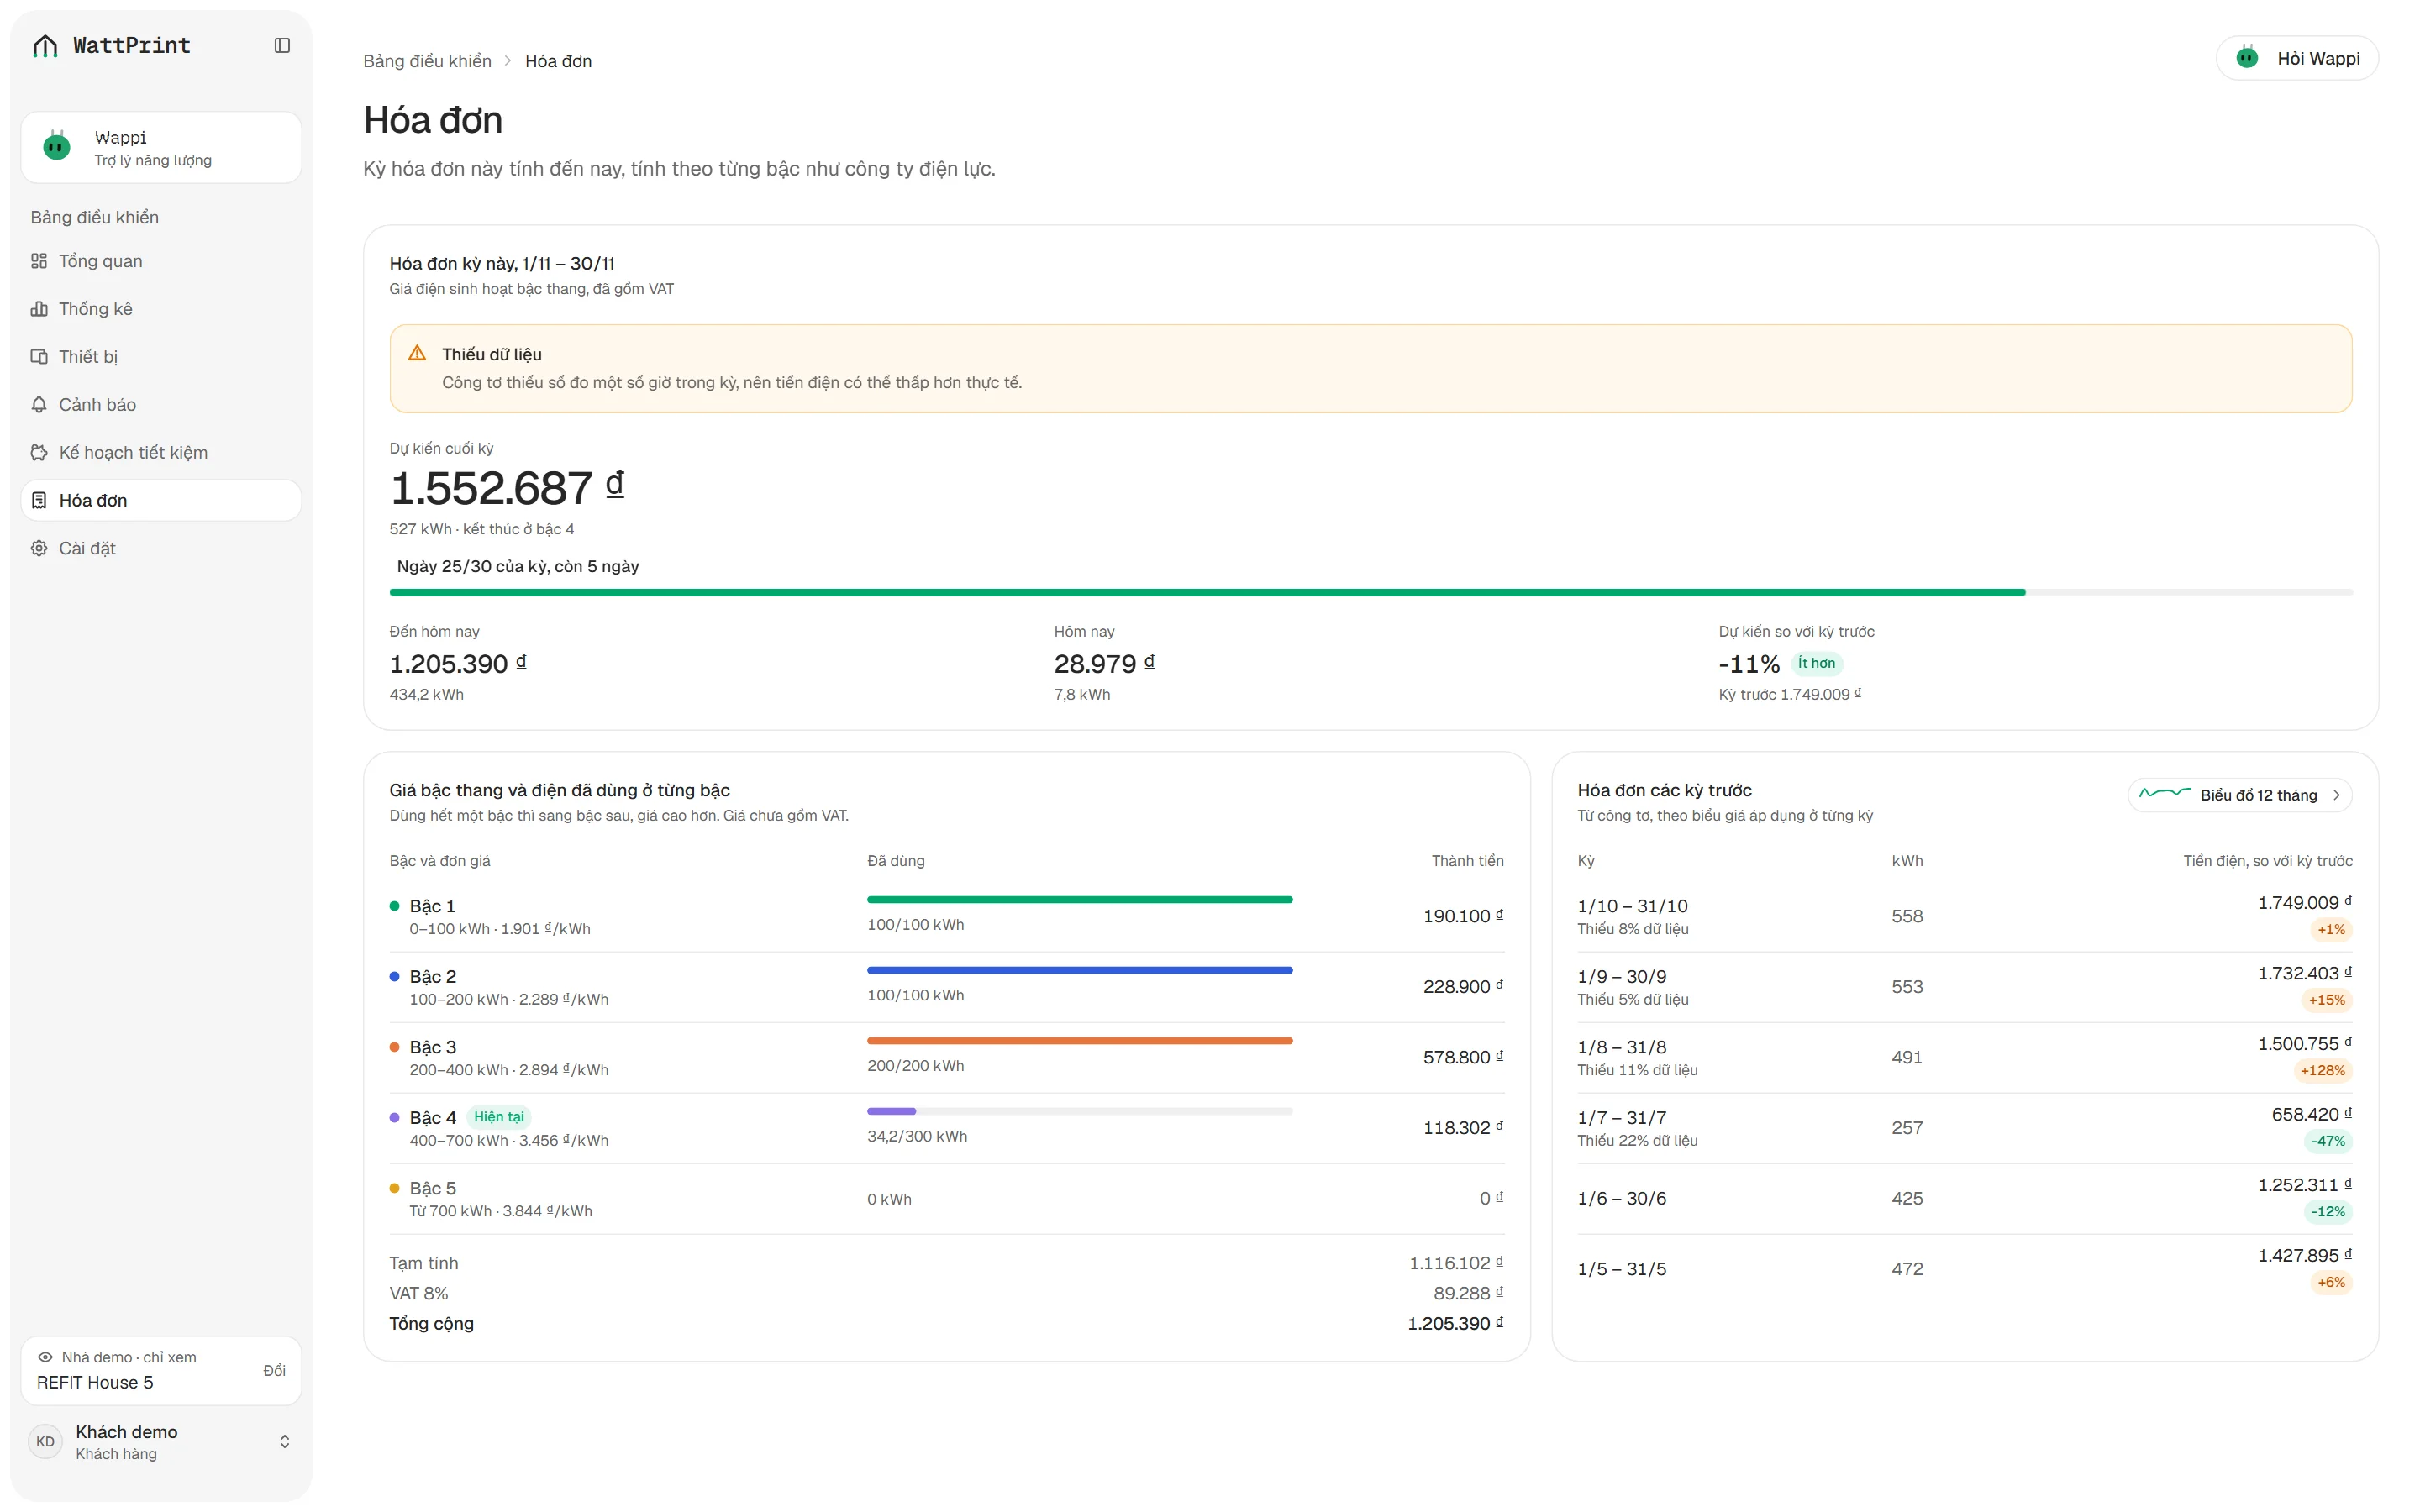 WattPrint
Wappi
Trợ lý năng lượng
Bảng điều khiển
Tổng quan
Thống kê
Thiết bị
Cảnh báo
Kế hoạch tiết kiệm
Hóa đơn
Cài đặt
Nhà demo · chỉ xem
REFIT House 5
Đổi
KD
Khách demo
Khách hàng
Bảng điều khiển > Hóa đơn
Hỏi Wappi
Hóa đơn
Kỳ hóa đơn này tính đến nay, tính theo từng bậc như công ty điện lực.
Hóa đơn kỳ này, 1/11 – 30/11
Giá điện sinh hoạt bậc thang, đã gồm VAT
Thiếu dữ liệu
Công tơ thiếu số đo một số giờ trong kỳ, nên tiền điện có thể thấp hơn thực tế.
Dự kiến cuối kỳ
1.552.687 ₫
527 kWh · kết thúc ở bậc 4
Ngày 25/30 của kỳ, còn 5 ngày
Đến hôm nay
1.205.390 ₫
434,2 kWh
Hôm nay
28.979 ₫
7,8 kWh
Dự kiến so với kỳ trước
-11% Ít hơn
Kỳ trước 1.749.009 ₫
Giá bậc thang và điện đã dùng ở từng bậc
Dùng hết một bậc thì sang bậc sau, giá cao hơn. Giá chưa gồm VAT.
Bậc và đơn giá Đã dùng Thành tiền
Bậc 1
0–100 kWh · 1.901 ₫/kWh
100/100 kWh
190.100 ₫
Bậc 2
100–200 kWh · 2.289 ₫/kWh
100/100 kWh
228.900 ₫
Bậc 3
200–400 kWh · 2.894 ₫/kWh
200/200 kWh
578.800 ₫
Bậc 4 Hiện tại
400–700 kWh · 3.456 ₫/kWh
34,2/300 kWh
118.302 ₫
Bậc 5
Từ 700 kWh · 3.844 ₫/kWh
0 kWh
0 ₫
Tạm tính 1.116.102 ₫
VAT 8% 89.288 ₫
Tổng cộng 1.205.390 ₫
Hóa đơn các kỳ trước
Từ công tơ, theo biểu giá áp dụng ở từng kỳ
Biểu đồ 12 tháng
Kỳ kWh Tiền điện, so với kỳ trước
1/10 – 31/10
Thiếu 8% dữ liệu
558
1.749.009 ₫
+1%
1/9 – 30/9
Thiếu 5% dữ liệu
553
1.732.403 ₫
+15%
1/8 – 31/8
Thiếu 11% dữ liệu
491
1.500.755 ₫
+128%
1/7 – 31/7
Thiếu 22% dữ liệu
257
658.420 ₫
-47%
1/6 – 30/6
425
1.252.311 ₫
-12%
1/5 – 31/5
472
1.427.895 ₫
+6%